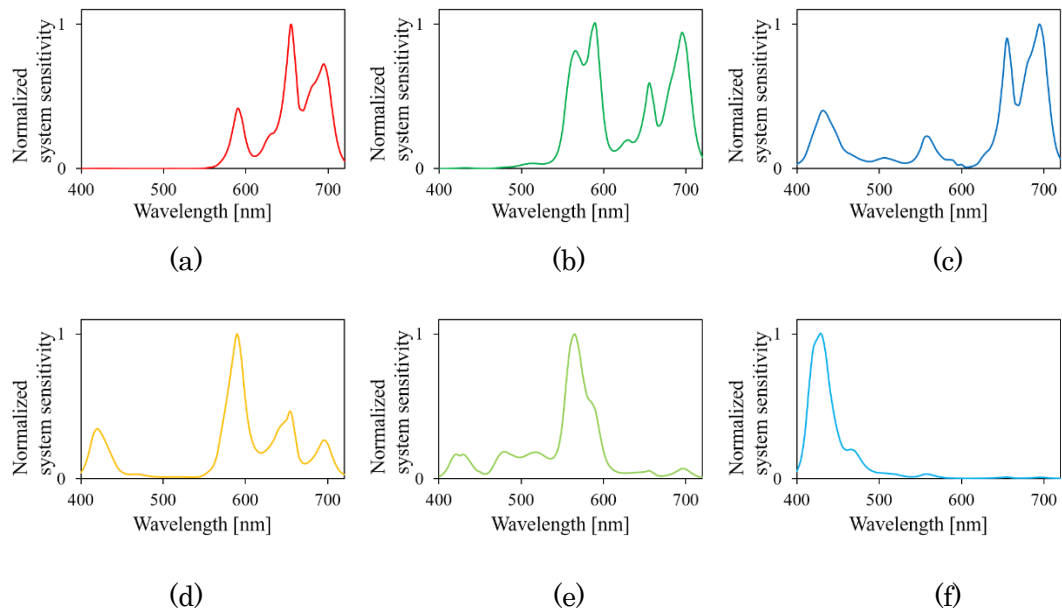 Normalized
system sensitivity
1
0
400
500
600
700
Wavelength [nm]
(a)
Normalized
system sensitivity
1
0
400
500
600
700
Wavelength [nm]
(b)
Normalized
system sensitivity
1
0
400
500
600
700
Wavelength [nm]
(c)
Normalized
system sensitivity
1
0
400
500
600
700
Wavelength [nm]
(d)
Normalized
system sensitivity
1
0
400
500
600
700
Wavelength [nm]
(e)
Normalized
system sensitivity
1
0
400
500
600
700
Wavelength [nm]
(f)